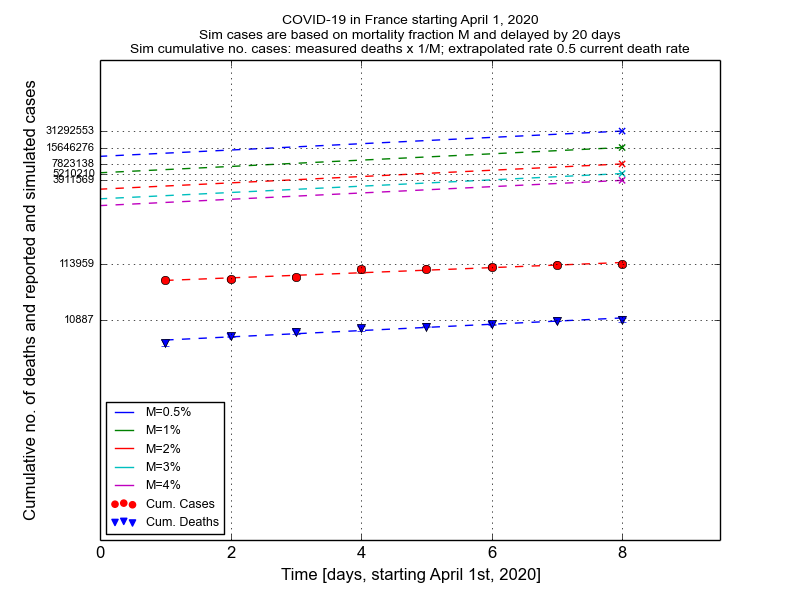 COVID-19 in France starting April 1, 2020
Sim cases are based on mortality fraction M and delayed by 20 days
Sim cumulative no. cases: measured deaths x 1/M; extrapolated rate 0.5 current death rate
Cumulative no. of deaths and reported and simulated cases
31292553
15646276
7823138
5210210
3911569
113959
10887
M=0.5%
M=1%
M=2%
M=3%
M=4%
Cum. Cases
Cum. Deaths
0 2 4 6 8
Time [days, starting April 1st, 2020]